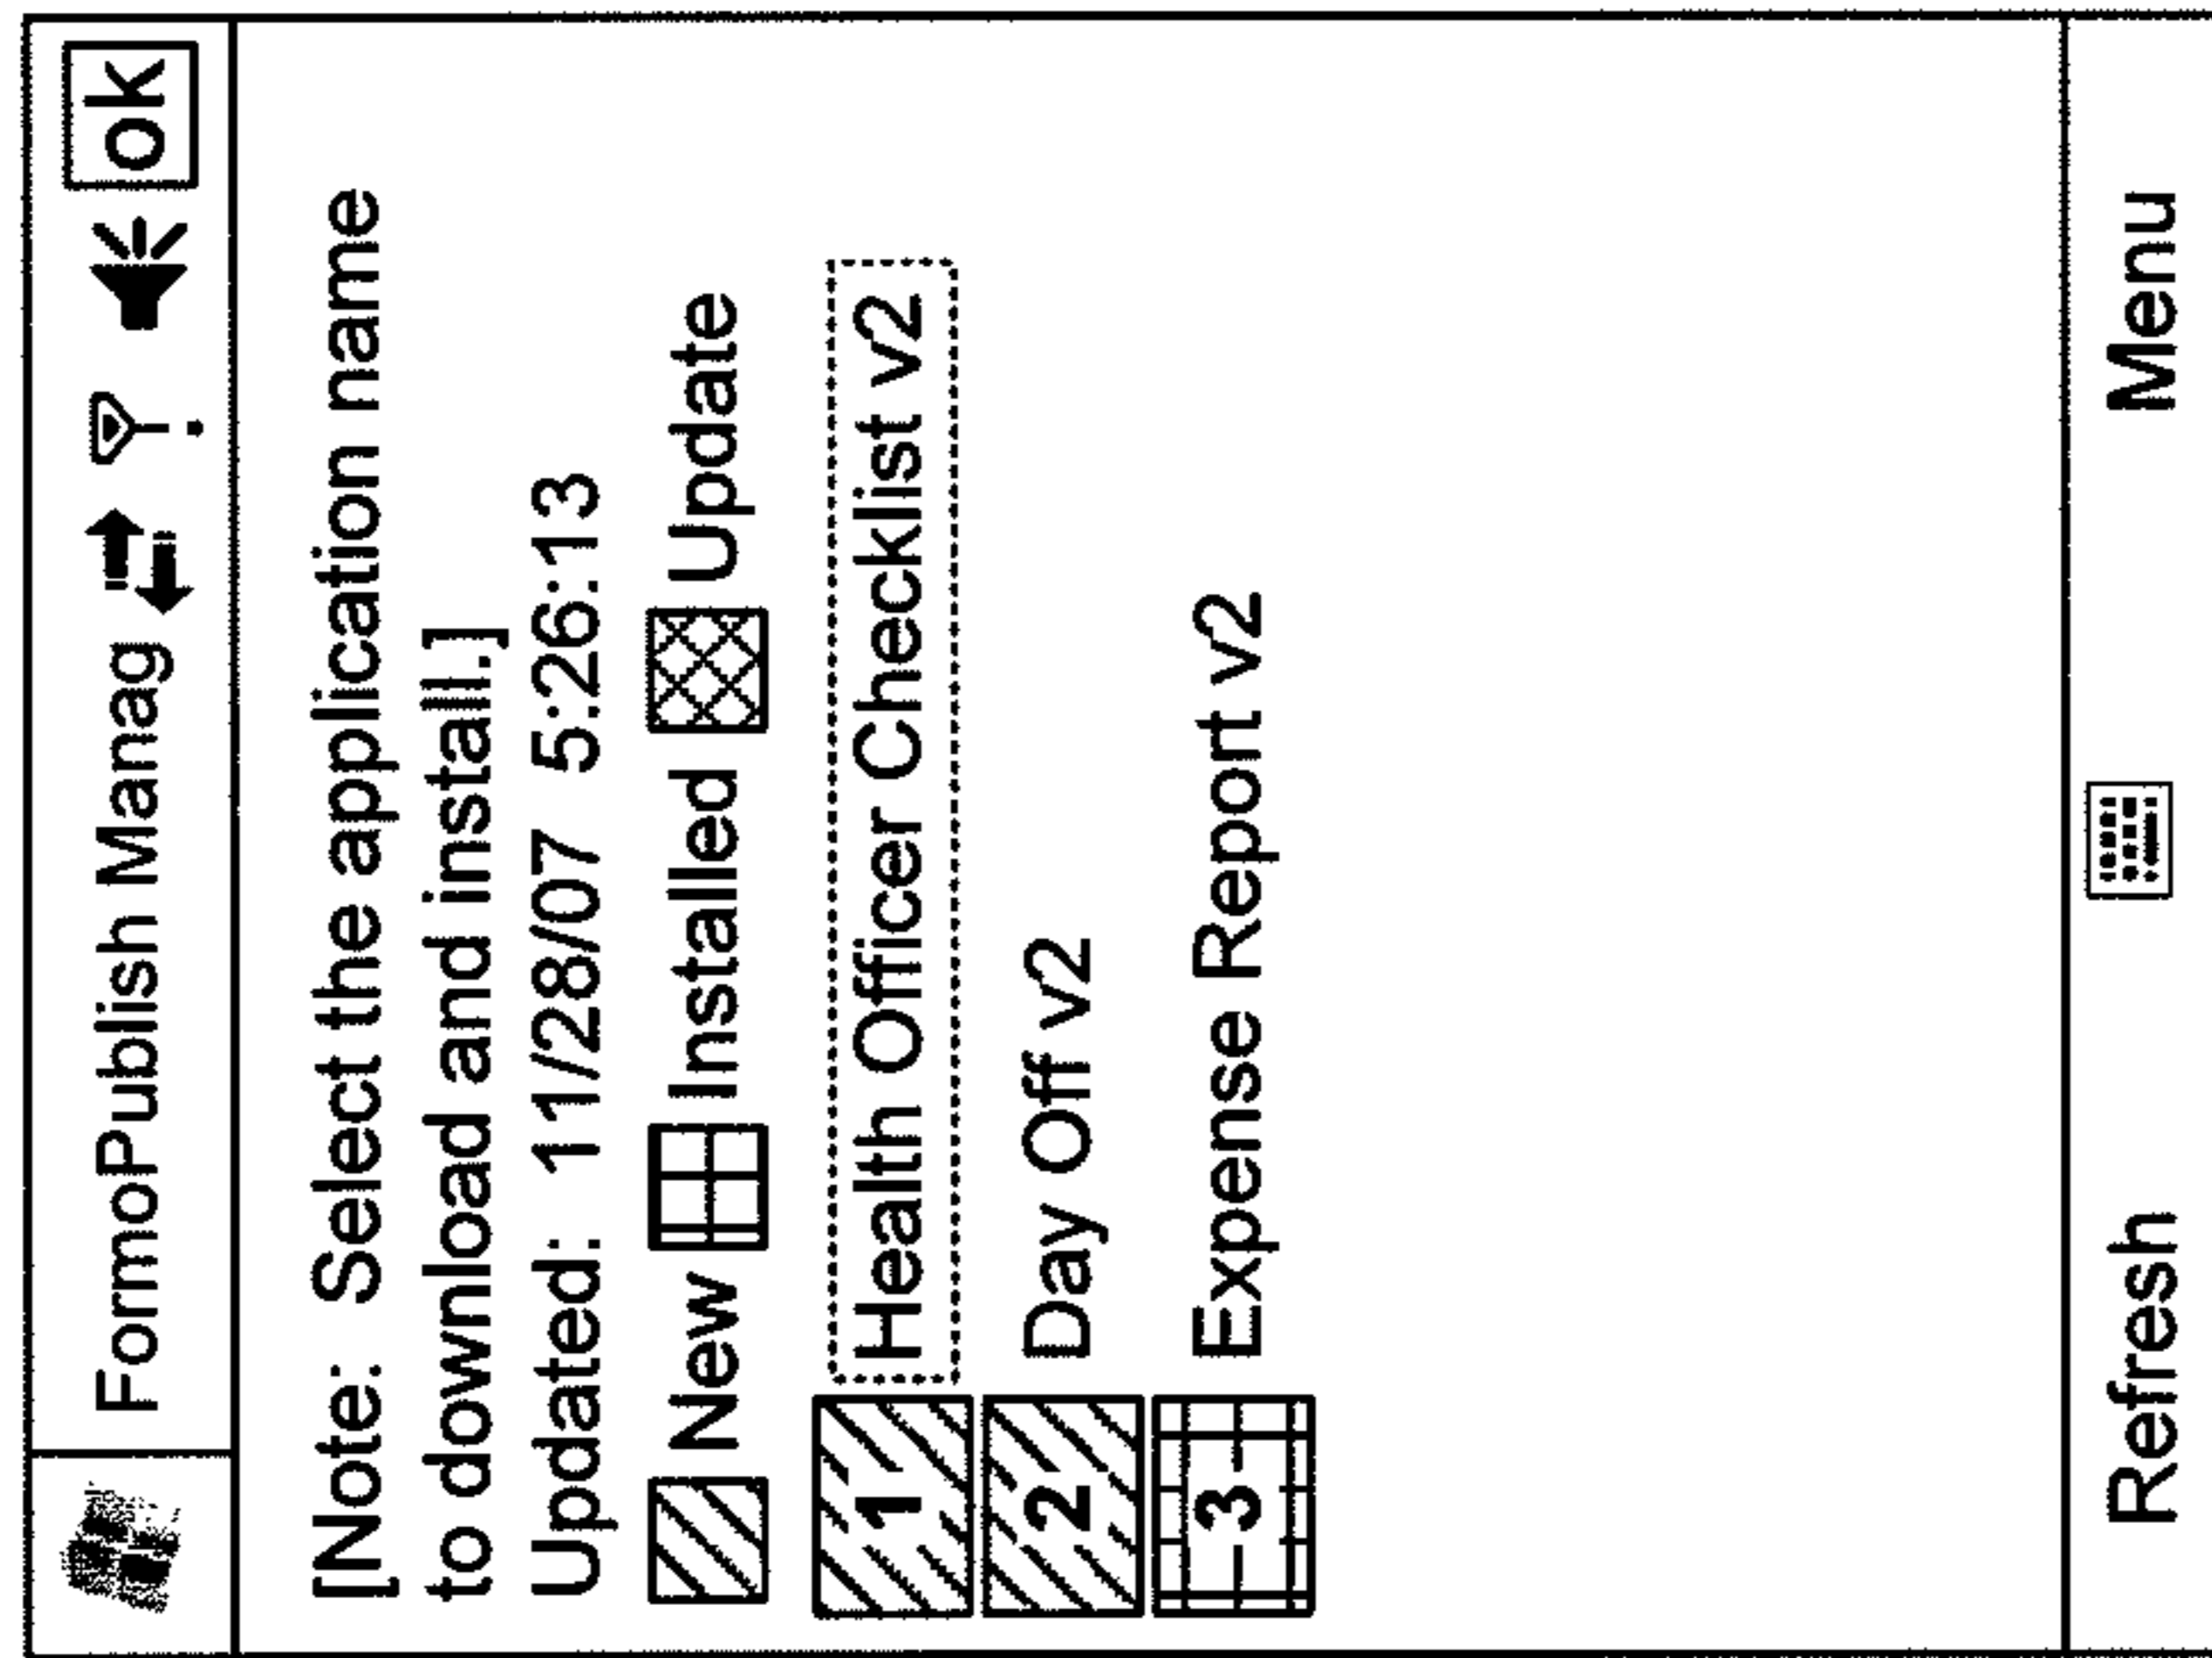 FormoPublish Manag ok
[Note: Select the application name
to download and install.]
Updated: 11/28/07 5:26:13
New Installed Update
1 Health Officer Checklist v2
2 Day Off v2
3 Expense Report v2
Refresh Menu